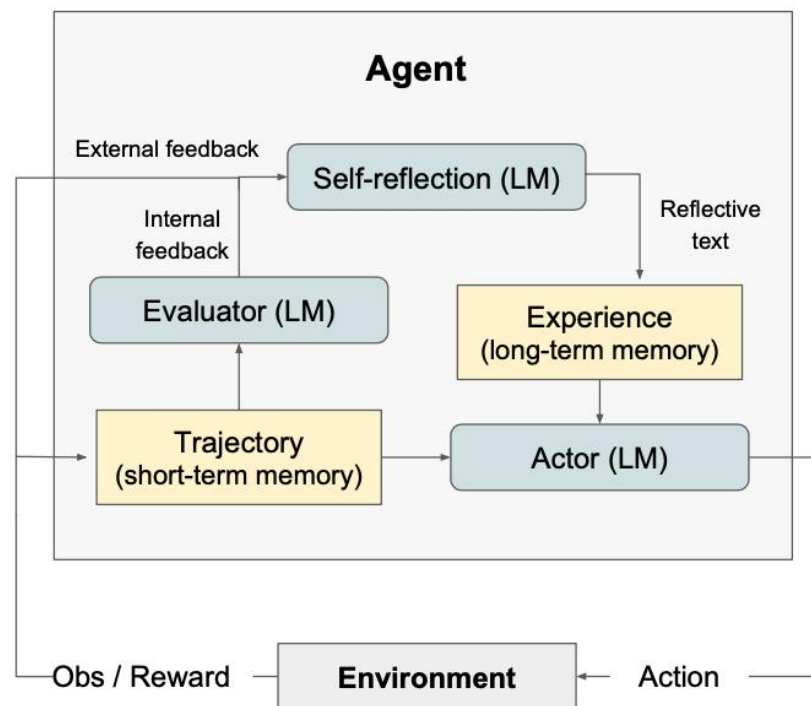 Agent
External feedback
Self-reflection (LM)
Internal
feedback
Reflective
text
Evaluator (LM)
Experience
(long-term memory)
Trajectory
(short-term memory)
Actor (LM)
Obs / Reward
Environment
Action